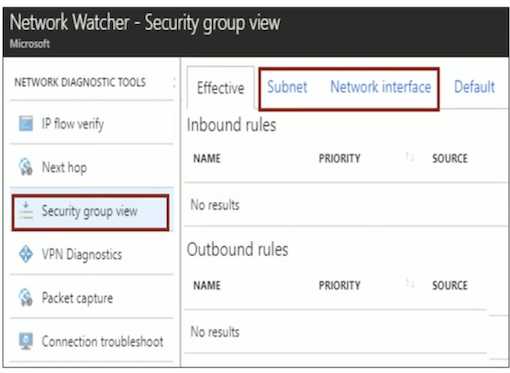 Network Watcher - Security group view
Microsoft
NETWORK DIAGNOSTIC TOOLS
IP flow verify
Next hop
Security group view
VPN Diagnostics
Packet capture
Connection troubleshoot
Effective Subnet Network interface Default
Inbound rules
NAME PRIORITY ↑↓ SOURCE
No results
Outbound rules
NAME PRIORITY ↑↓ SOURCE
No results